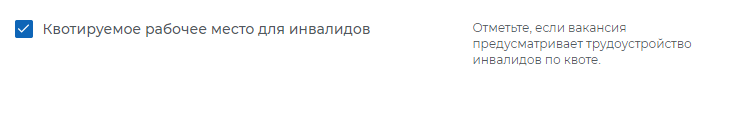 Квотируемое рабочее место для инвалидов
Отметьте, если вакансия
предусматривает трудоустройство
инвалидов по квоте.